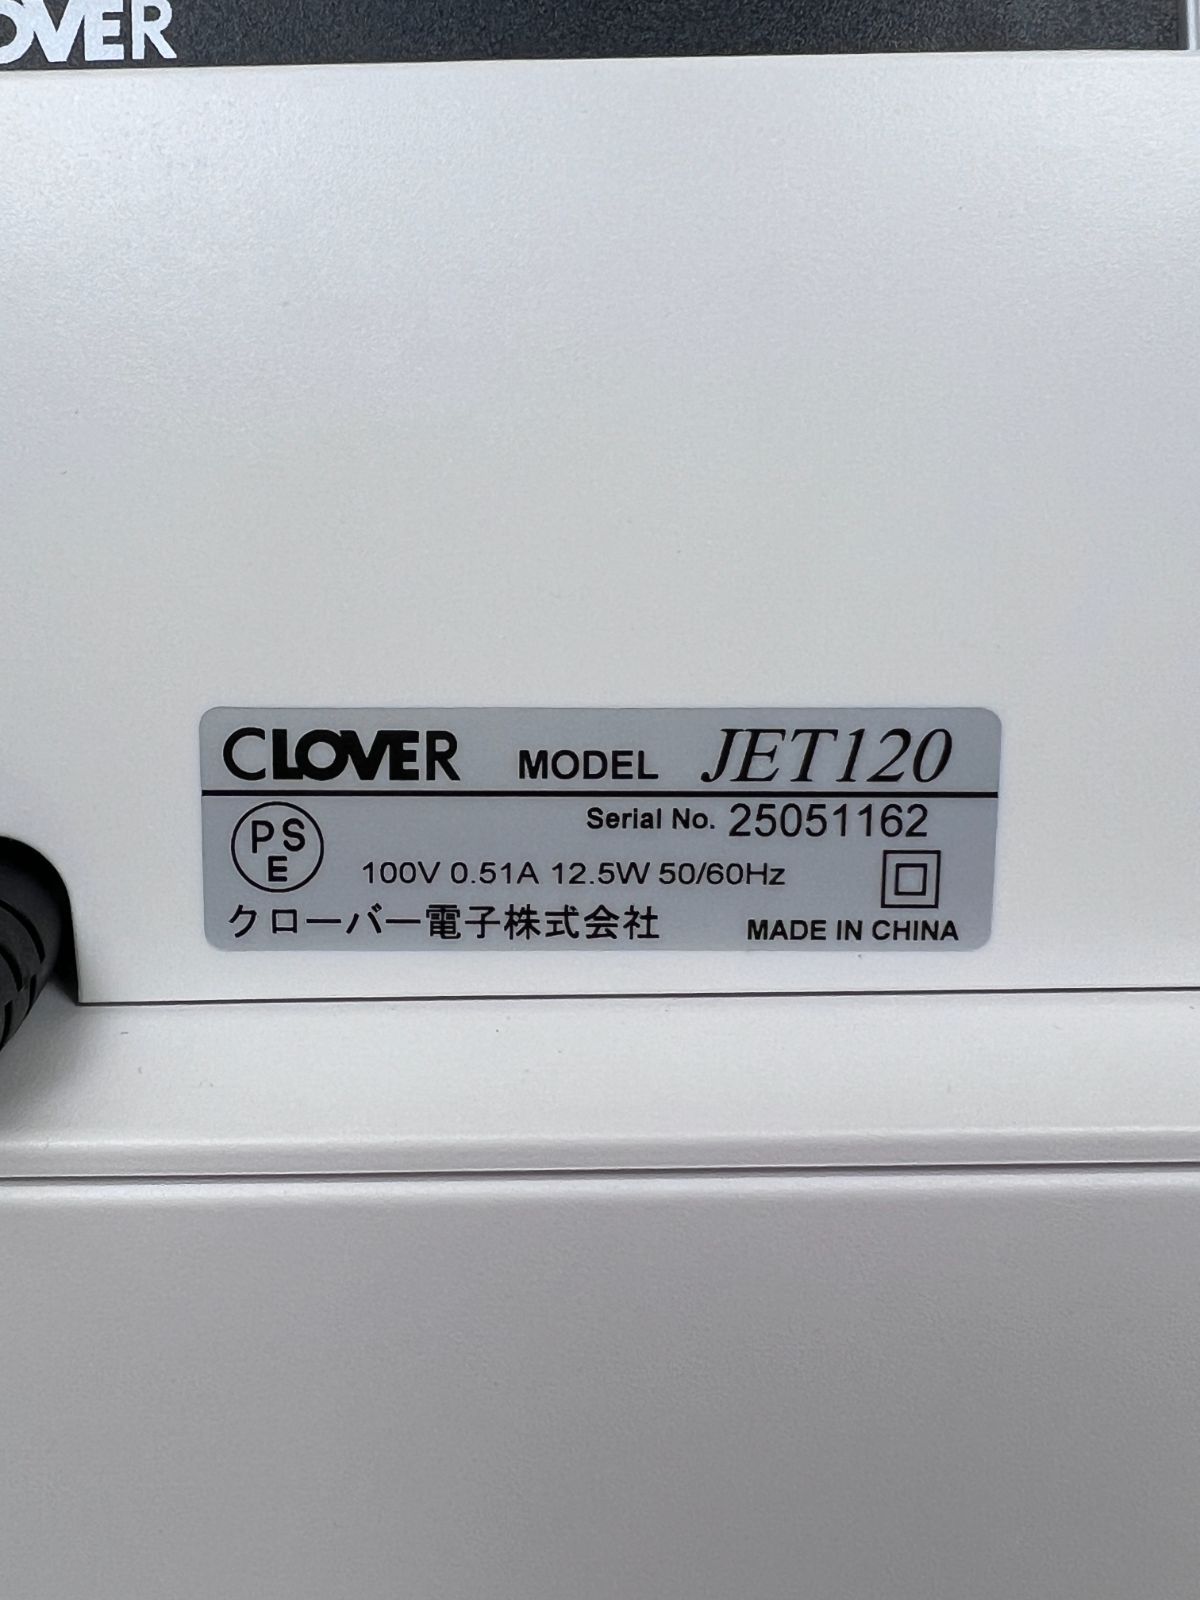 OVER
CLOVER MODEL JET120
Serial No. 25051162
PSE
100V 0.51A 12.5W 50/60Hz
クローバー電子株式会社 MADE IN CHINA